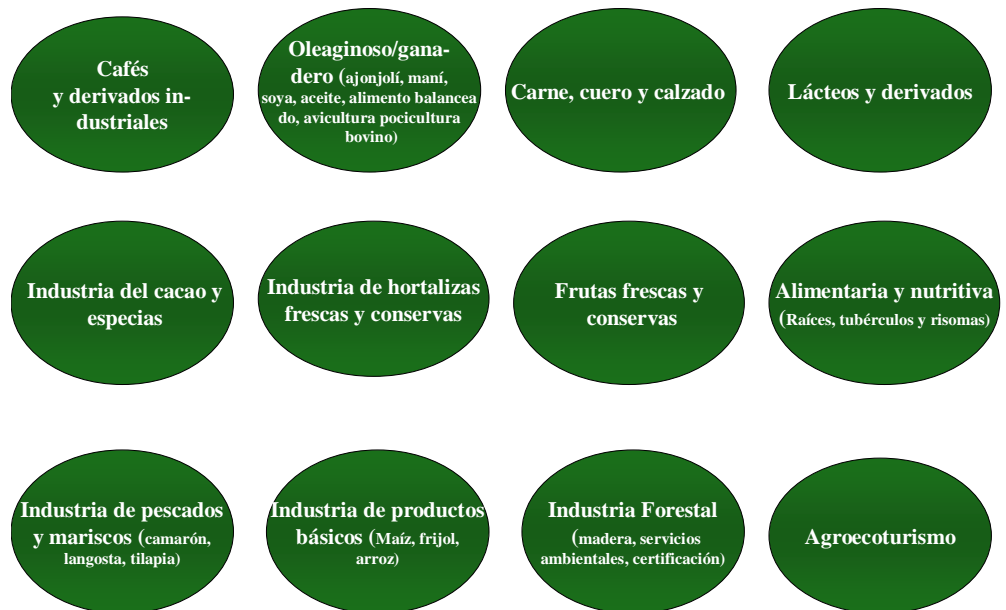 Cafés
y derivados in-
dustriales
Oleaginoso/gana-
dero (ajonjolí, maní,
soya, aceite, alimento balancea
do, avicultura pocicultura
bovino)
Carne, cuero y calzado
Lácteos y derivados
Industria del cacao y
especias
Industria de hortalizas
frescas y conservas
Frutas frescas y
conservas
Alimentaria y nutritiva
(Raíces, tubérculos y risomas)
Industria de pescados
y mariscos (camarón,
langosta, tilapia)
Industria de productos
básicos (Maíz, frijol,
arroz)
Industria Forestal
(madera, servicios
ambientales, certificación)
Agroecoturismo